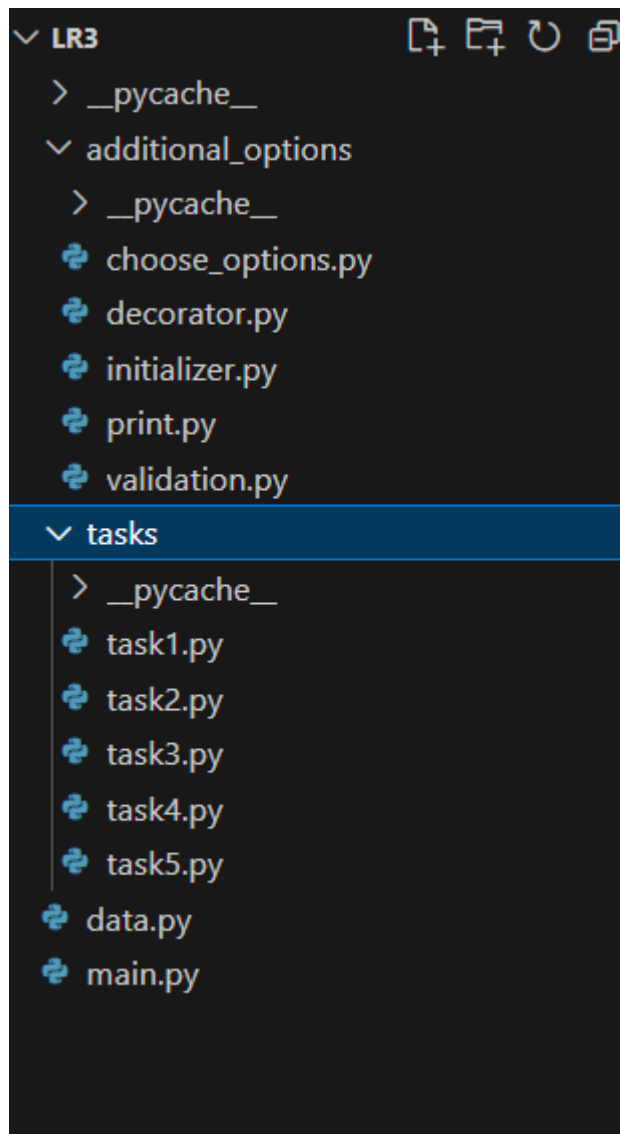 LR3
__pycache__
additional_options
__pycache__
choose_options.py
decorator.py
initializer.py
print.py
validation.py
tasks
__pycache__
task1.py
task2.py
task3.py
task4.py
task5.py
data.py
main.py